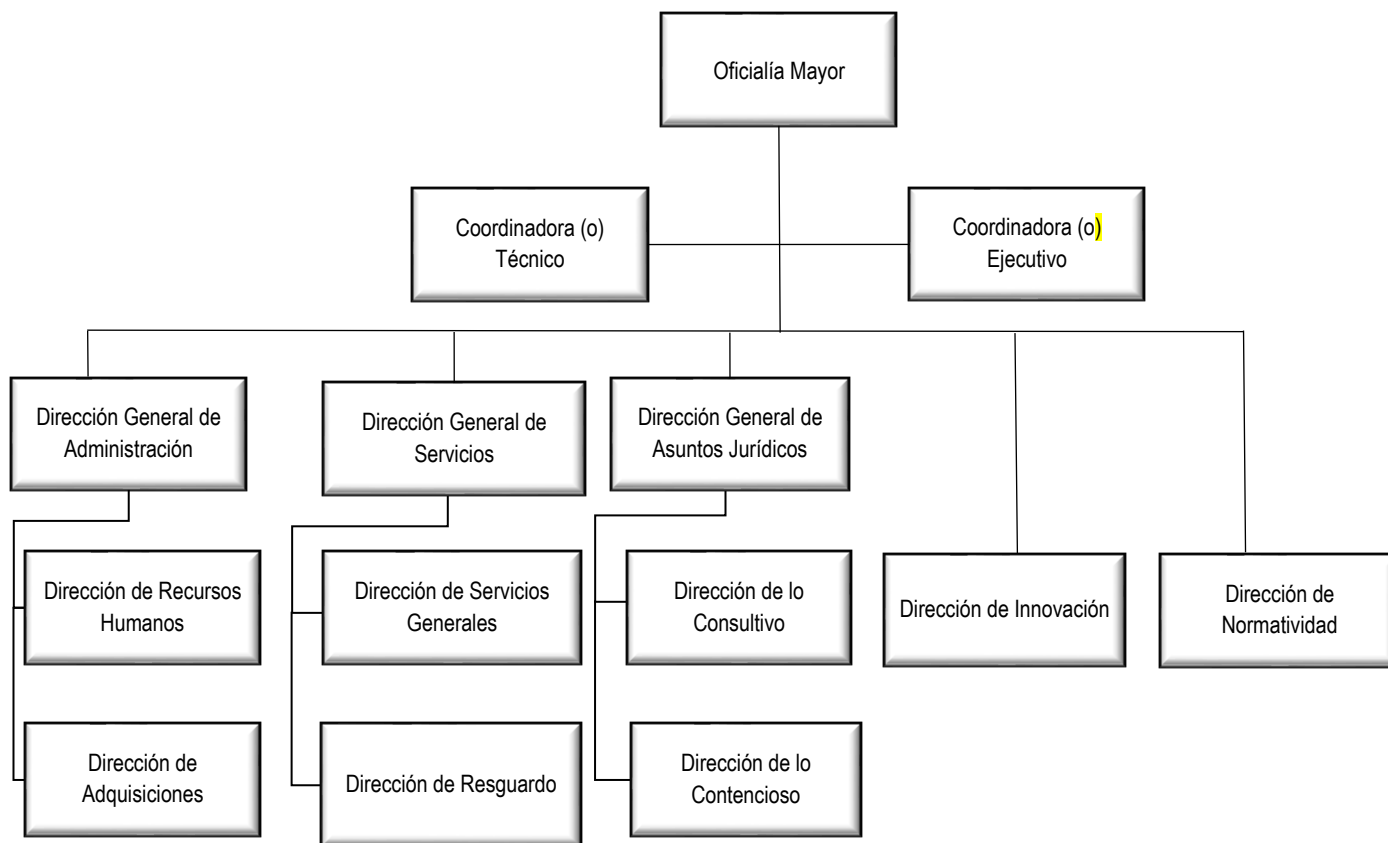 Oficialía Mayor
Coordinadora (o)
Técnico
Coordinadora (o)
Ejecutivo
Dirección General de
Administración
Dirección General de
Servicios
Dirección General de
Asuntos Jurídicos
Dirección de Recursos
Humanos
Dirección de Servicios
Generales
Dirección de lo
Consultivo
Dirección de Innovación
Dirección de
Normatividad
Dirección de
Adquisiciones
Dirección de Resguardo
Dirección de lo
Contencioso